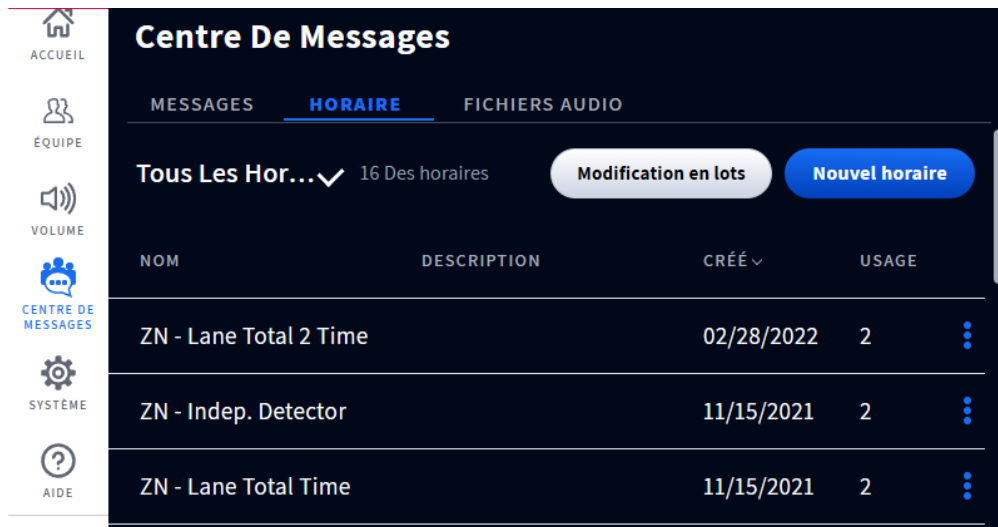 ACCUEIL
ÉQUIPE
VOLUME
CENTRE DE
MESSAGES
SYSTÈME
AIDE
Centre De Messages
MESSAGES HORAIRE FICHIERS AUDIO
Tous Les Hor... 16 Des horaires Modification en lots Nouvel horaire
NOM DESCRIPTION CRÉÉ USAGE
ZN - Lane Total 2 Time 02/28/2022 2
ZN - Indep. Detector 11/15/2021 2
ZN - Lane Total Time 11/15/2021 2